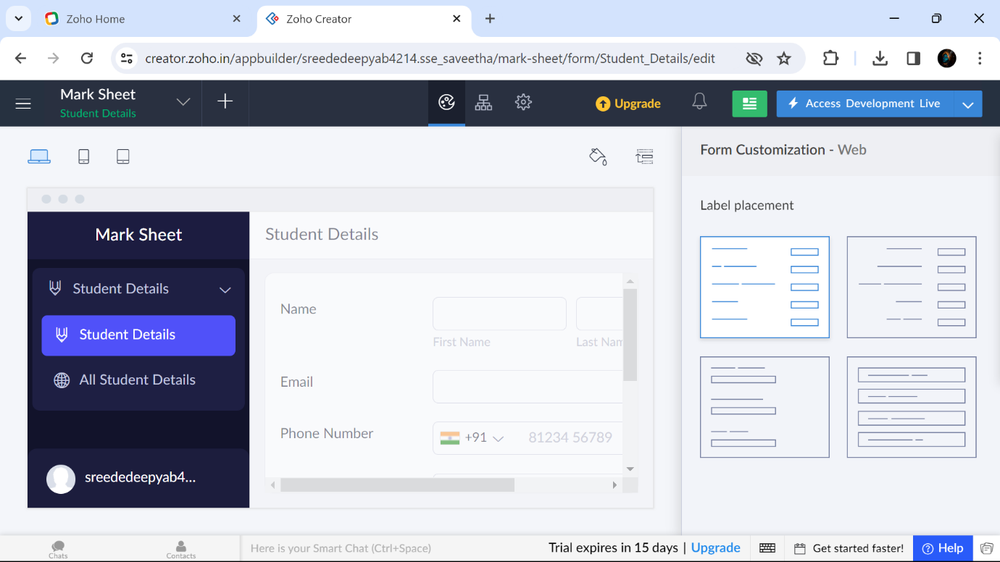 Zoho Home
Zoho Creator
creator.zoho.in/appbuilder/sreededeepyab4214.sse_saveetha/mark-sheet/form/Student_Details/edit
Mark Sheet
Student Details
Upgrade
Access Development Live
Form Customization - Web
Label placement
Mark Sheet
Student Details
Student Details
All Student Details
sreededeepyab4...
Student Details
Name
First Name
Last Nam
Email
Phone Number
+91
81234 56789
Chats
Contacts
Here is your Smart Chat (Ctrl+Space)
Trial expires in 15 days | Upgrade
Get started faster!
Help